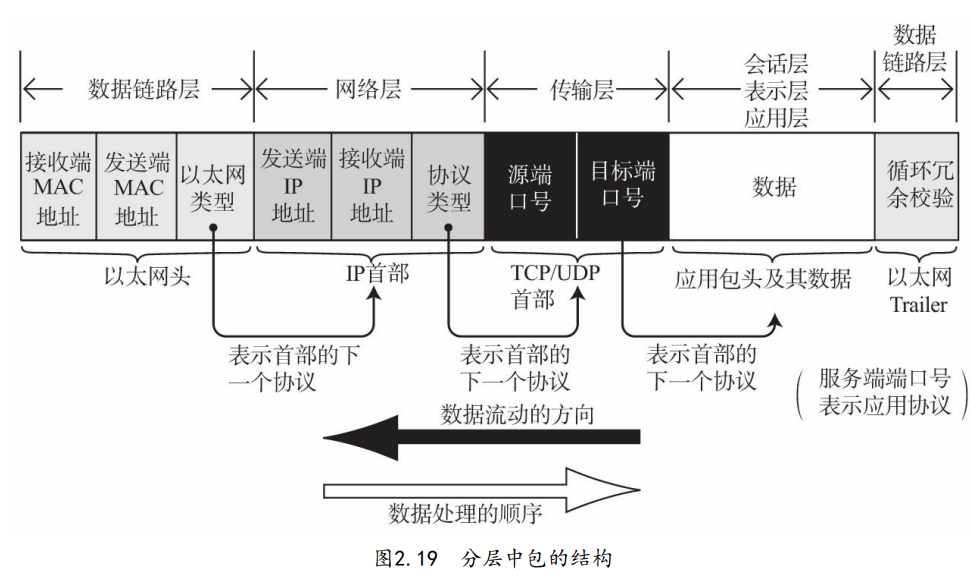 数据
链路层
会话层
表示层
应用层
数据链路层
网络层
传输层
接收端
MAC
地址
发送端
MAC
地址
以太网
类型
发送端
IP
地址
接收端
IP
地址
协议
类型
源端
口号
目标端
口号
数据
循环冗
余校验
以太网头
IP首部
TCP/UDP
首部
应用包头及其数据
以太网
Trailer
表示首部的下
一个协议
表示首部的
下一个协议
表示首部的
下一个协议
(服务端端口号
表示应用协议)
数据流动的方向
数据处理的顺序
图2.19 分层中包的结构